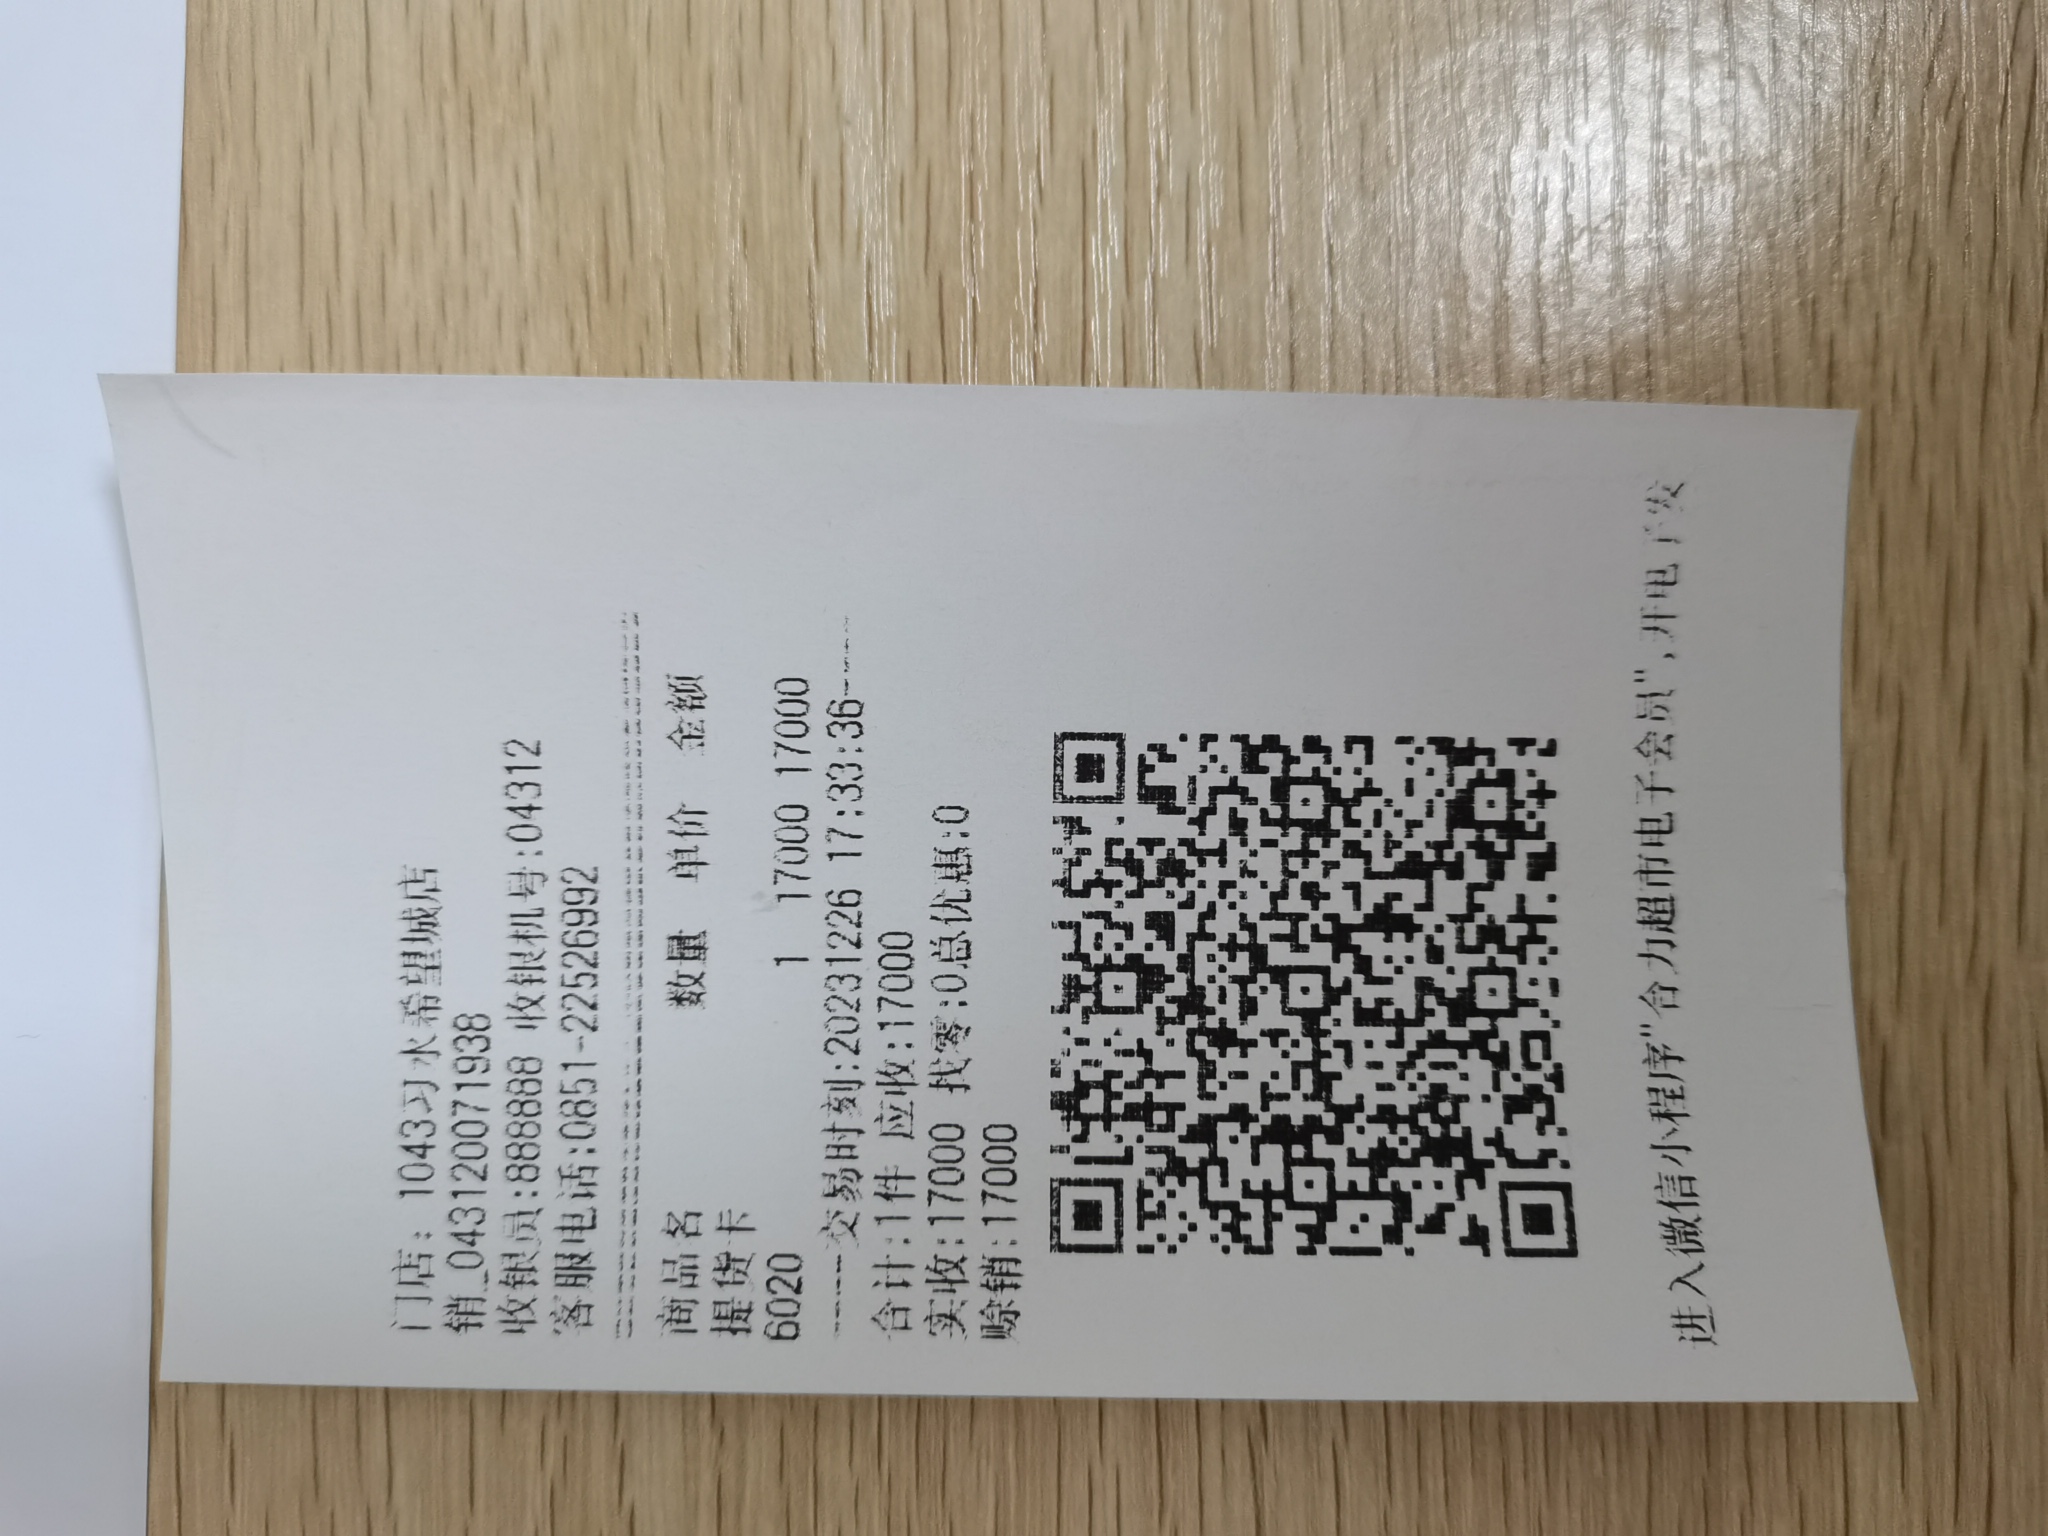 门店: 1043习水希望城店
销_043120071938
收银员:888888 收银机号:04312
客服电话:0851-22526992
商品名 数量 单价 金额
提货卡
6020 1 17000 17000
-----交易时刻:20231226 17:33:36-----
合计:1件 应收:17000
实收:17000 找零:0总优惠:0
赊销:17000
进入微信小程序"合力超市电子会员",开电子发